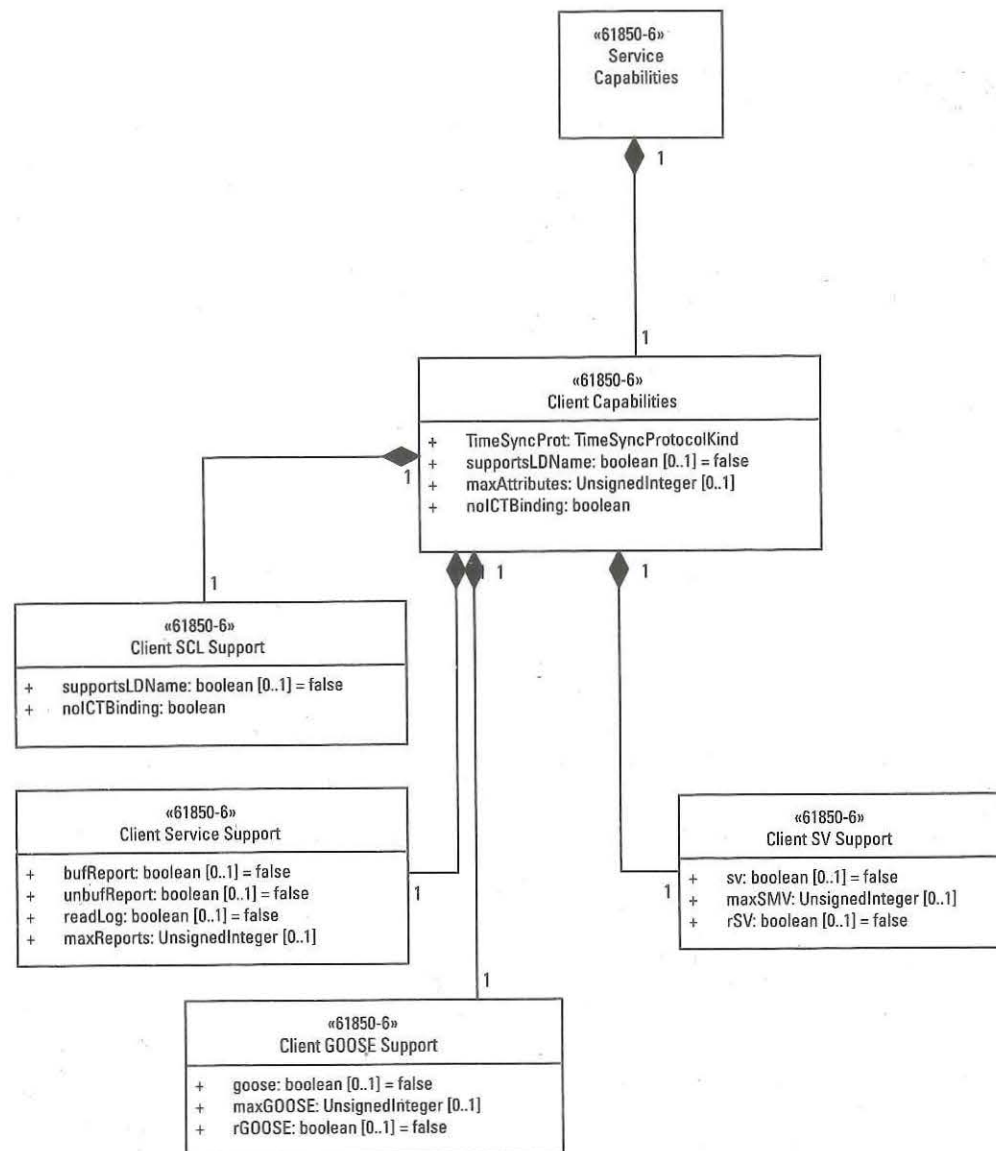 «61850-6»
Service
Capabilities
1
1
«61850-6»
Client Capabilities
+ TimeSyncProt: TimeSyncProtocolKind
+ supportsLDName: boolean [0..1] = false
+ maxAttributes: UnsignedInteger [0..1]
+ noICTBinding: boolean
1
1 1
1
1
«61850-6»
Client SCL Support
+ supportsLDName: boolean [0..1] = false
+ noICTBinding: boolean
«61850-6»
Client Service Support
+ bufReport: boolean [0..1] = false
+ unbufReport: boolean [0..1] = false
+ readLog: boolean [0..1] = false
+ maxReports: UnsignedInteger [0..1]
1
«61850-6»
Client SV Support
+ sv: boolean [0..1] = false
+ maxSMV: UnsignedInteger [0..1]
+ rSV: boolean [0..1] = false
1
1
«61850-6»
Client GOOSE Support
+ goose: boolean [0..1] = false
+ maxGOOSE: UnsignedInteger [0..1]
+ rGOOSE: boolean [0..1] = false